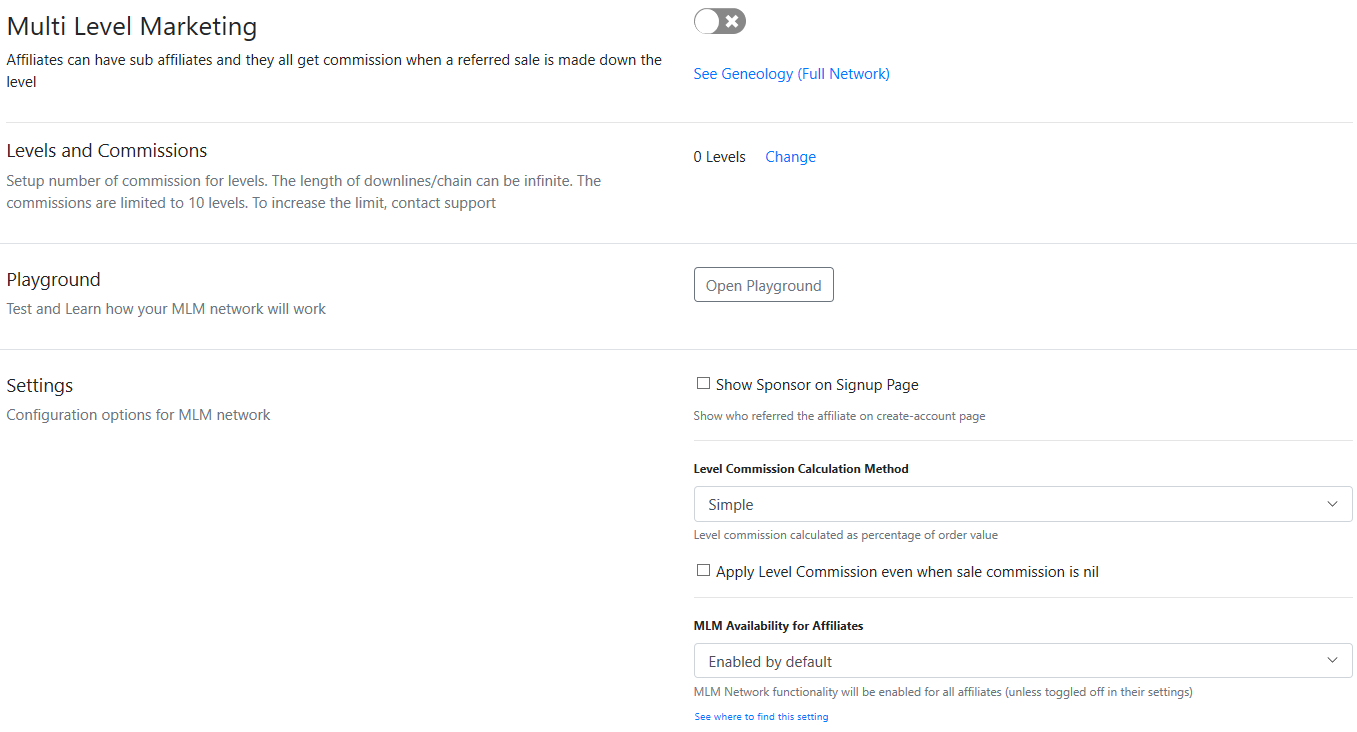 Multi Level Marketing
Affiliates can have sub affiliates and they all get commission when a referred sale is made down the
level
See Geneology (Full Network)
Levels and Commissions
Setup number of commission for levels. The length of downlines/chain can be infinite. The
commissions are limited to 10 levels. To increase the limit, contact support
0 Levels Change
Playground
Test and Learn how your MLM network will work
Open Playground
Settings
Configuration options for MLM network
Show Sponsor on Signup Page
Show who referred the affiliate on create-account page
Level Commission Calculation Method
Simple
Level commission calculated as percentage of order value
Apply Level Commission even when sale commission is nil
MLM Availability for Affiliates
Enabled by default
MLM Network functionality will be enabled for all affiliates (unless toggled off in their settings)
See where to find this setting